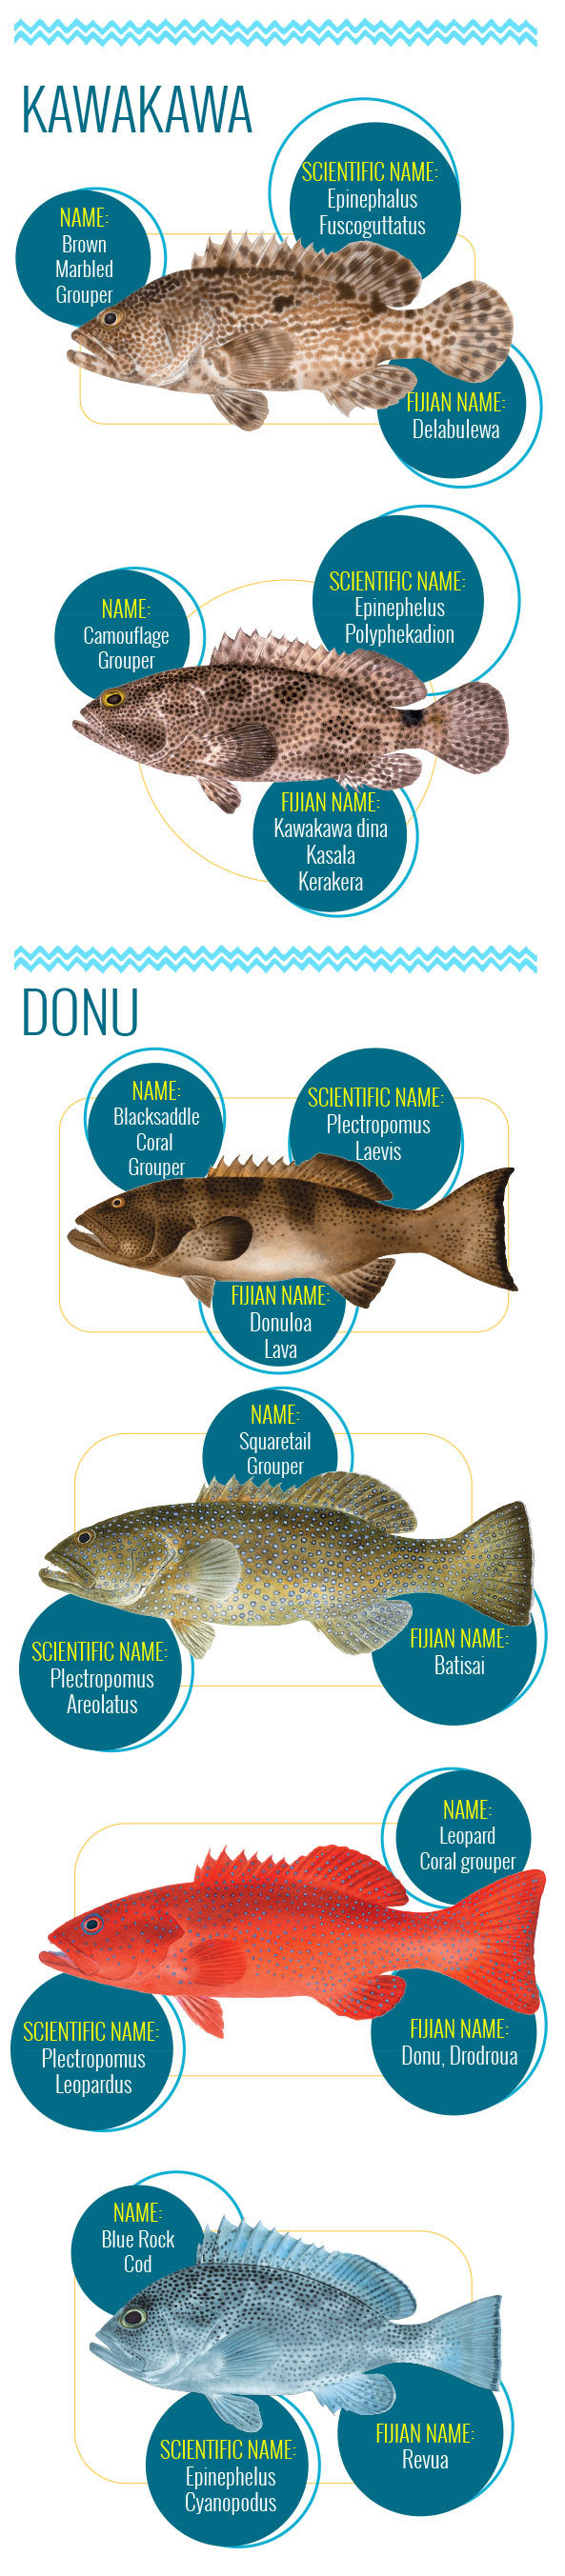 KAWAKAWA
SCIENTIFIC NAME:
Epinephalus
Fuscoguttatus
NAME:
Brown
Marbled
Grouper
FIJIAN NAME:
Delabulewa
SCIENTIFIC NAME:
Epinephelus
Polyphekadion
NAME:
Camouflage
Grouper
FIJIAN NAME:
Kawakawa dina
Kasala
Kerakera
DONU
NAME:
Blacksaddle
Coral
Grouper
SCIENTIFIC NAME:
Plectropomus
Laevis
FIJIAN NAME:
Donuloa
Lava
NAME:
Squaretail
Grouper
SCIENTIFIC NAME:
Plectropomus
Areolatus
FIJIAN NAME:
Batisai
NAME:
Leopard
Coral grouper
SCIENTIFIC NAME:
Plectropomus
Leopardus
FIJIAN NAME:
Donu, Drodroua
NAME:
Blue Rock
Cod
SCIENTIFIC NAME:
Epinephelus
Cyanopodus
FIJIAN NAME:
Revua